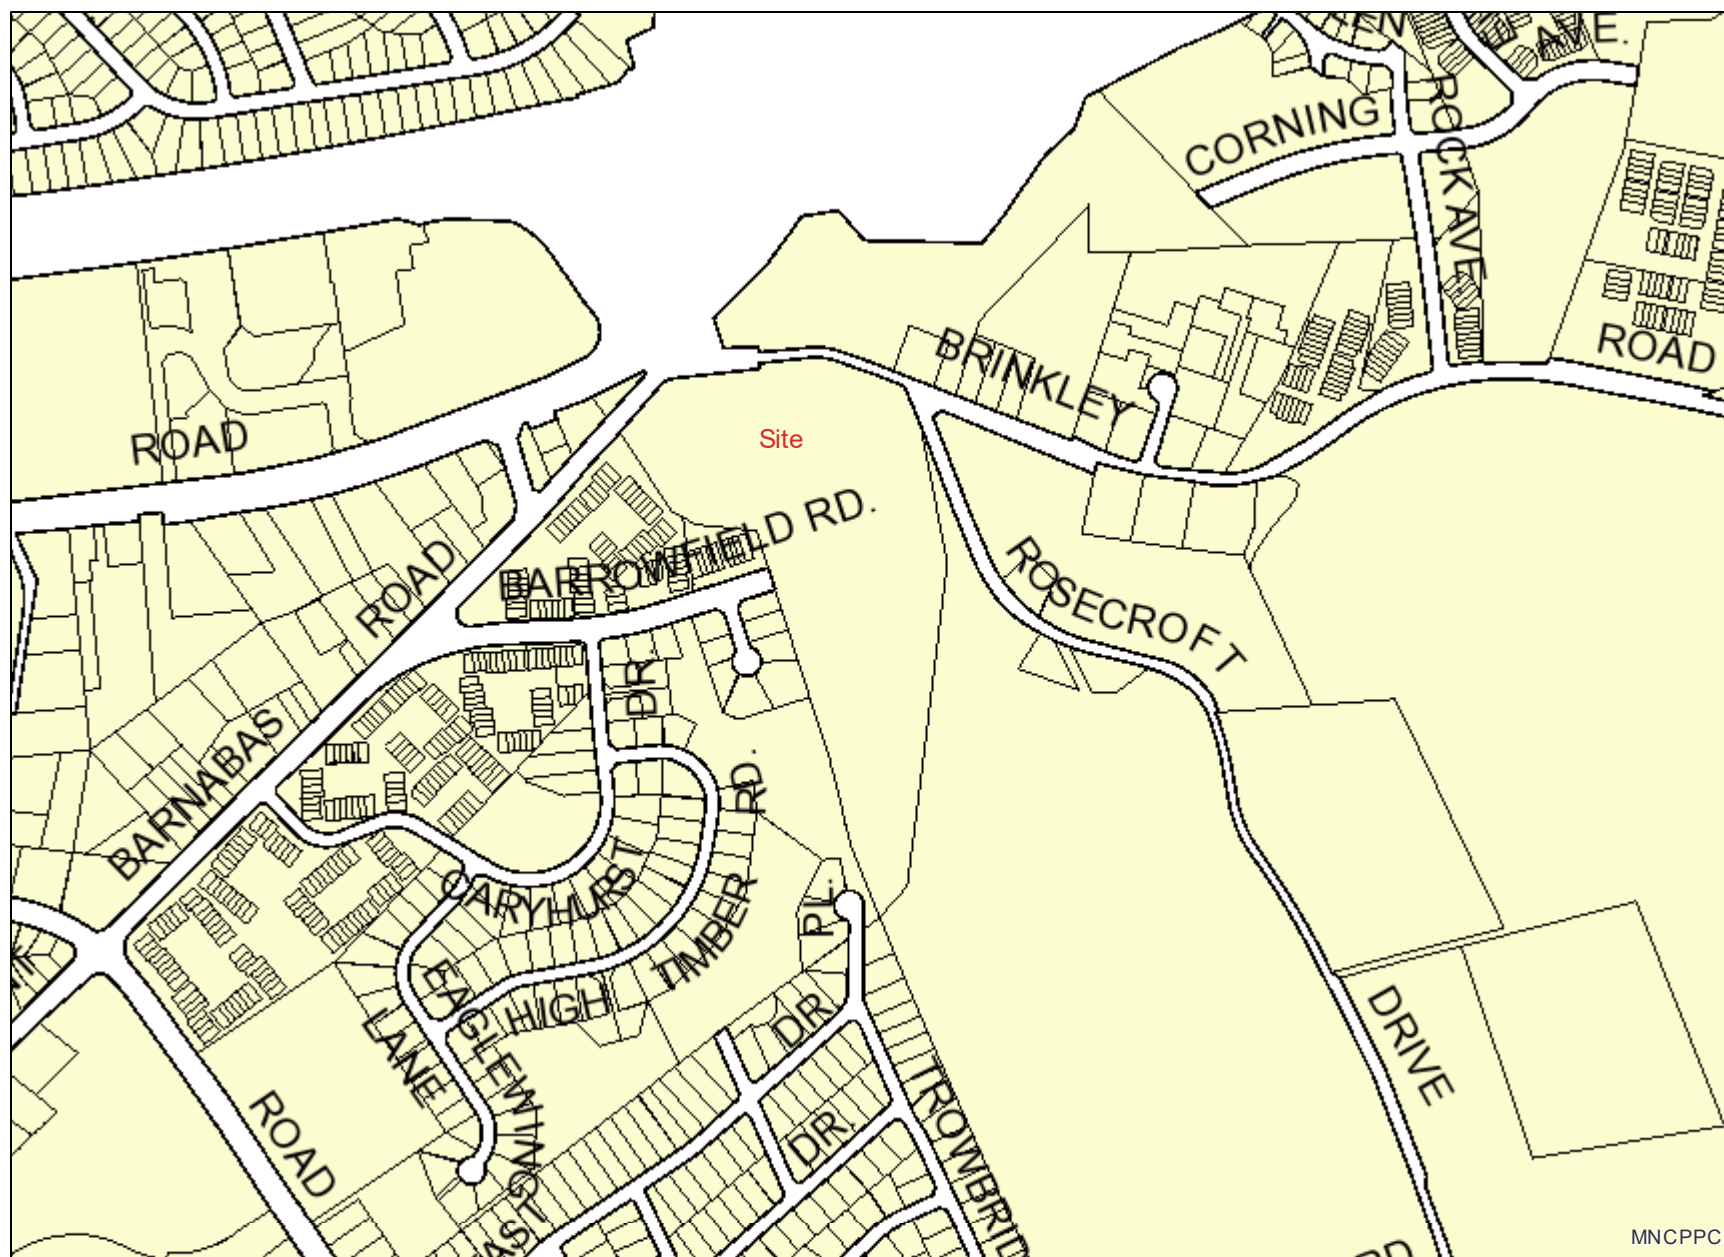 AVE.
CORNING
ROCK AVE.
ROAD
BRINKLEY
ROAD
Site
BARROWFIELD RD.
ROAD
ROSECROFT
DR.
BARNABAS
RD.
CARYHURST
TIMBER
PL.
EAGLEWING
HIGH
LANE
DR.
DRIVE
ROAD
DR.
MNCPPC